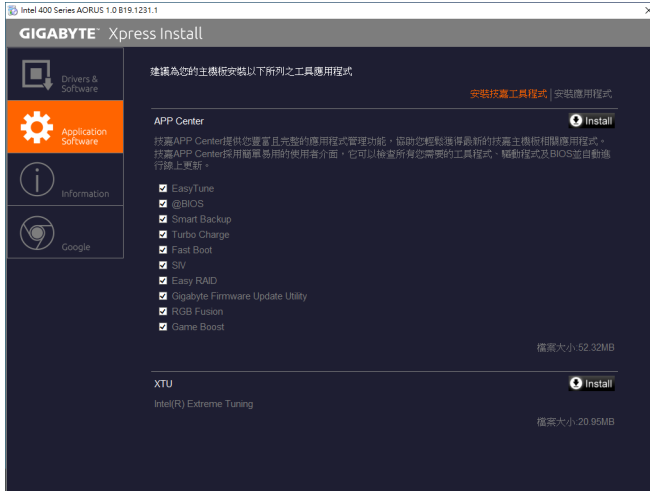 Intel 400 Series AORUS 1.0 B19.1231.1
GIGABYTE™ Xpress Install
Drivers & Software
Application Software
Information
Google
建議為您的主機板安裝以下所列之工具應用程式
安裝技嘉工具程式 | 安裝應用程式
APP Center
Install
技嘉APP Center提供您豐富且完整的應用程式管理功能，協助您輕鬆獲得最新的技嘉主機板相關應用程式。
技嘉APP Center採用簡單易用的使用者介面，它可以檢查所有您需要的工具程式、驅動程式及BIOS並自動進
行線上更新。
EasyTune
@BIOS
Smart Backup
Turbo Charge
Fast Boot
SIV
Easy RAID
Gigabyte Firmware Update Utility
RGB Fusion
Game Boost
檔案大小:52.32MB
XTU
Install
Intel(R) Extreme Tuning
檔案大小:20.95MB